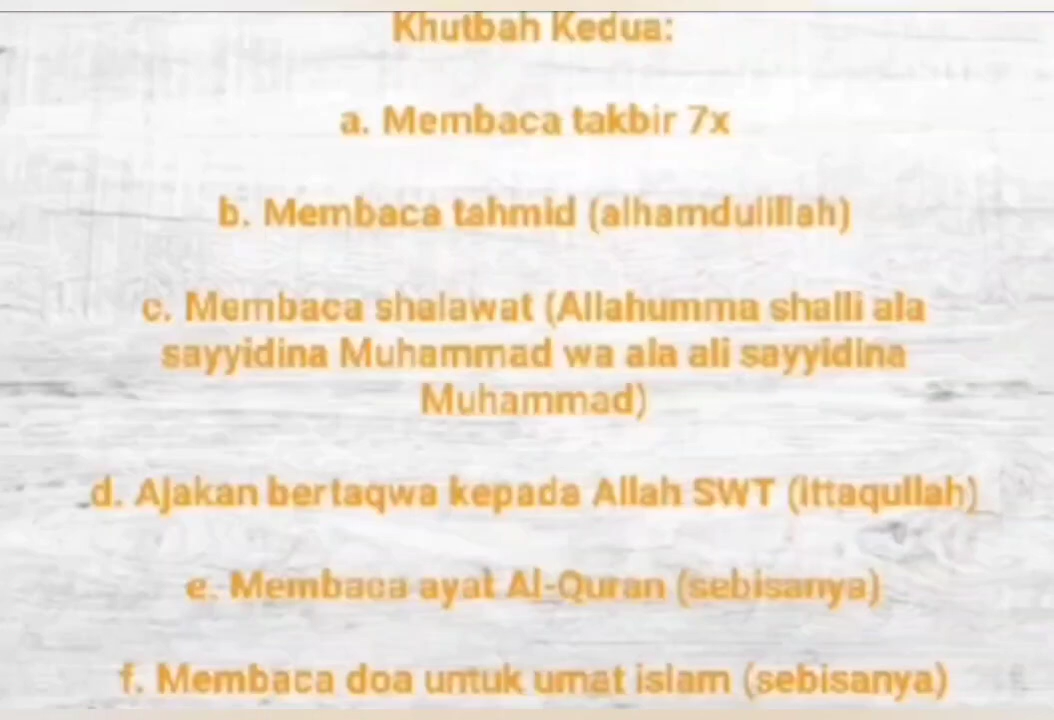 Khutbah Kedua:
a. Membaca takbir 7x
b. Membaca tahmid (alhamdulillah)
c. Membaca shalawat (Allahumma shalli ala
sayyidina Muhammad wa ala ali sayyidina
Muhammad)
d. Ajakan bertaqwa kepada Allah SWT (ittaqullah)
e. Membaca ayat Al-Quran (sebisanya)
f. Membaca doa untuk umat islam (sebisanya)